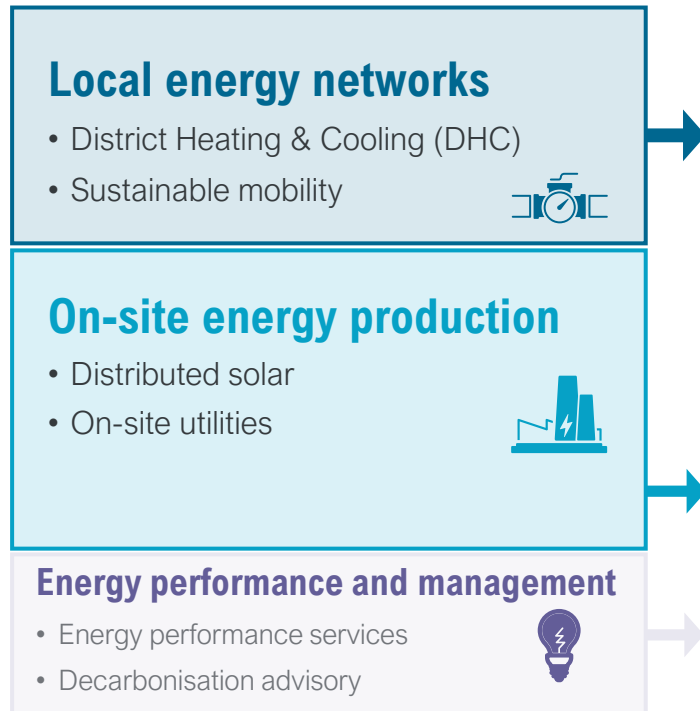 Local energy networks
• District Heating & Cooling (DHC)
• Sustainable mobility
On-site energy production
• Distributed solar
• On-site utilities
Energy performance and management
• Energy performance services
• Decarbonisation advisory